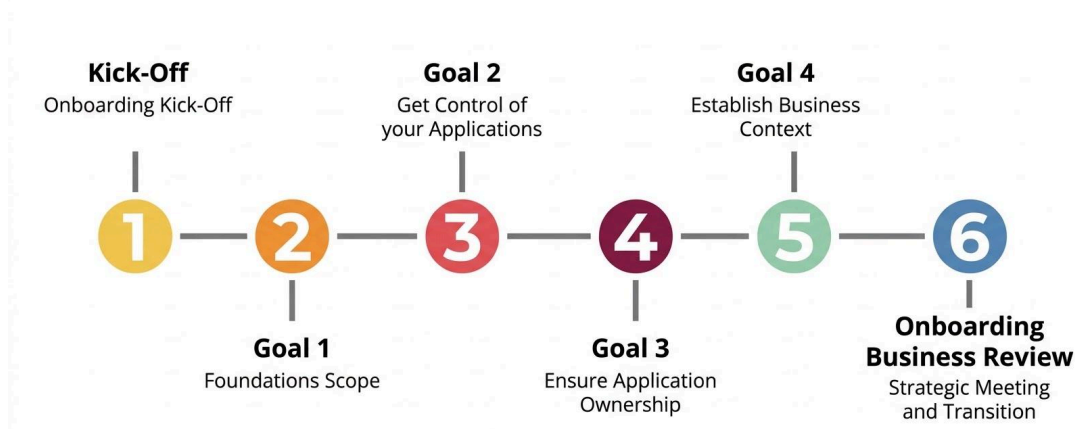 Kick-Off
Onboarding Kick-Off
1
2
Goal 1
Foundations Scope
Goal 2
Get Control of
your Applications
3
4
Goal 3
Ensure Application
Ownership
Goal 4
Establish Business
Context
5
6
Onboarding
Business Review
Strategic Meeting
and Transition